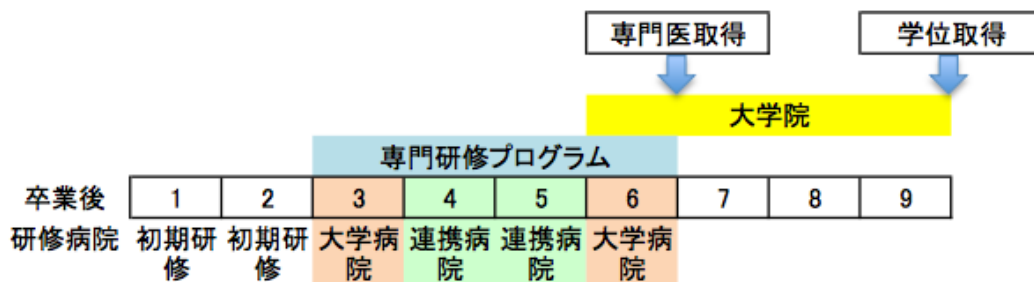 専門医取得 学位取得
大学院
専門研修プログラム
卒業後 1 2 3 4 5 6 7 8 9
研修病院 初期研修 初期研修 大学病院 連携病院 連携病院 大学病院